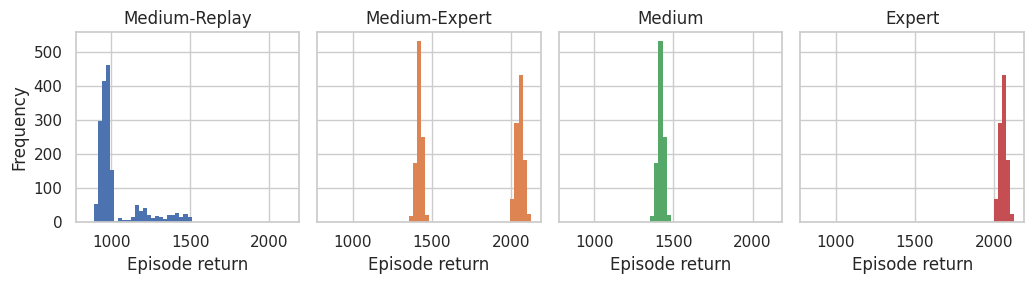 Medium-Replay Medium-Expert Medium Expert
500
400
300
200
100
0
Frequency
1000 1500 2000 1000 1500 2000 1000 1500 2000 1000 1500 2000
Episode return Episode return Episode return Episode return